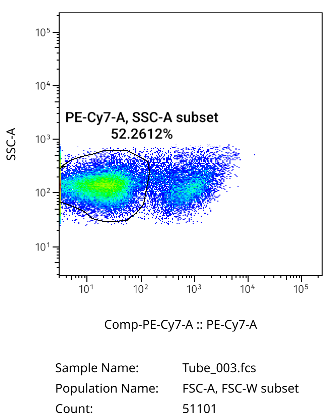 10⁵
10⁴
PE-Cy7-A, SSC-A subset
52.2612%
10³
SSC-A
10²
10¹
10¹ 10² 10³ 10⁴ 10⁵
Comp-PE-Cy7-A :: PE-Cy7-A
Sample Name: Tube_003.fcs
Population Name: FSC-A, FSC-W subset
Count: 51101